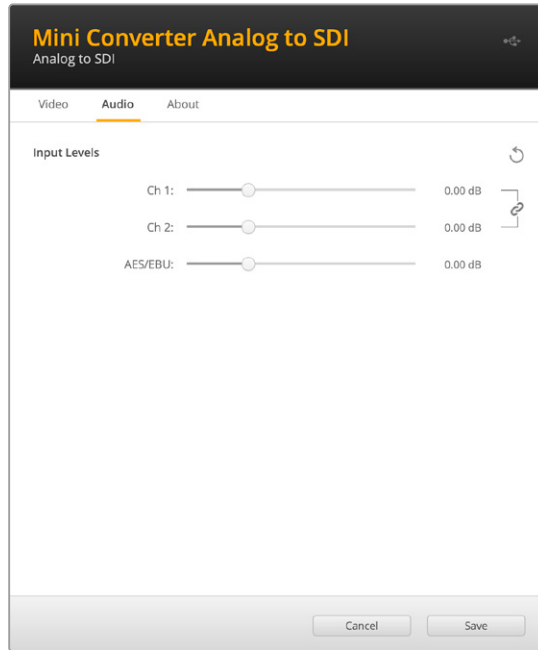 Mini Converter Analog to SDI
Analog to SDI
Video Audio About
Input Levels
Ch 1: 0.00 dB
Ch 2: 0.00 dB
AES/EBU: 0.00 dB
Cancel Save